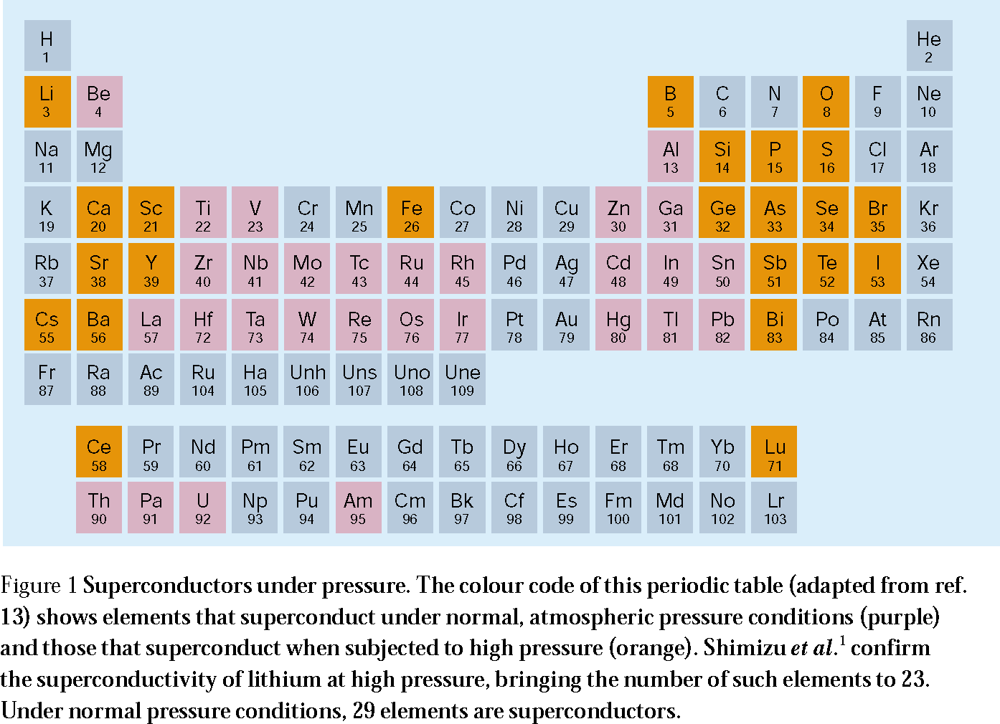 H He
1 2
Li Be B C N O F Ne
3 4 5 6 7 8 9 10
Na Mg Al Si P S Cl Ar
11 12 13 14 15 16 17 18
K Ca Sc Ti V Cr Mn Fe Co Ni Cu Zn Ga Ge As Se Br Kr
19 20 21 22 23 24 25 26 27 28 29 30 31 32 33 34 35 36
Rb Sr Y Zr Nb Mo Tc Ru Rh Pd Ag Cd In Sn Sb Te I Xe
37 38 39 40 41 42 43 44 45 46 47 48 49 50 51 52 53 54
Cs Ba La Hf Ta W Re Os Ir Pt Au Hg Tl Pb Bi Po At Rn
55 56 57 72 73 74 75 76 77 78 79 80 81 82 83 84 85 86
Fr Ra Ac Ru Ha Unh Uns Uno Une
87 88 89 104 105 106 107 108 109
Ce Pr Nd Pm Sm Eu Gd Tb Dy Ho Er Tm Yb Lu
58 59 60 61 62 63 64 65 66 67 68 68 70 71
Th Pa U Np Pu Am Cm Bk Cf Es Fm Md No Lr
90 91 92 93 94 95 96 97 98 99 100 101 102 103
Figure 1 Superconductors under pressure. The colour code of this periodic table (adapted from ref.
13) shows elements that superconduct under normal, atmospheric pressure conditions (purple)
and those that superconduct when subjected to high pressure (orange). Shimizu et al.1 confirm
the superconductivity of lithium at high pressure, bringing the number of such elements to 23.
Under normal pressure conditions, 29 elements are superconductors.